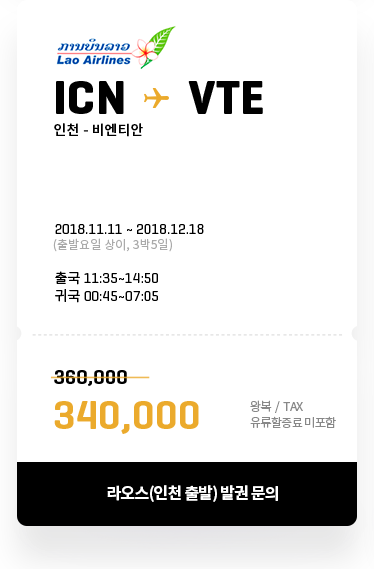 ການບິນລາວ
Lao Airlines
ICN VTE
인천 - 비엔티안
2018.11.11 ~ 2018.12.18
(출발요일 상이, 3박5일)
출국 11:35~14:50
귀국 00:45~07:05
360,000
340,000
왕복 / TAX
유류할증료 미포함
라오스(인천 출발) 발권 문의